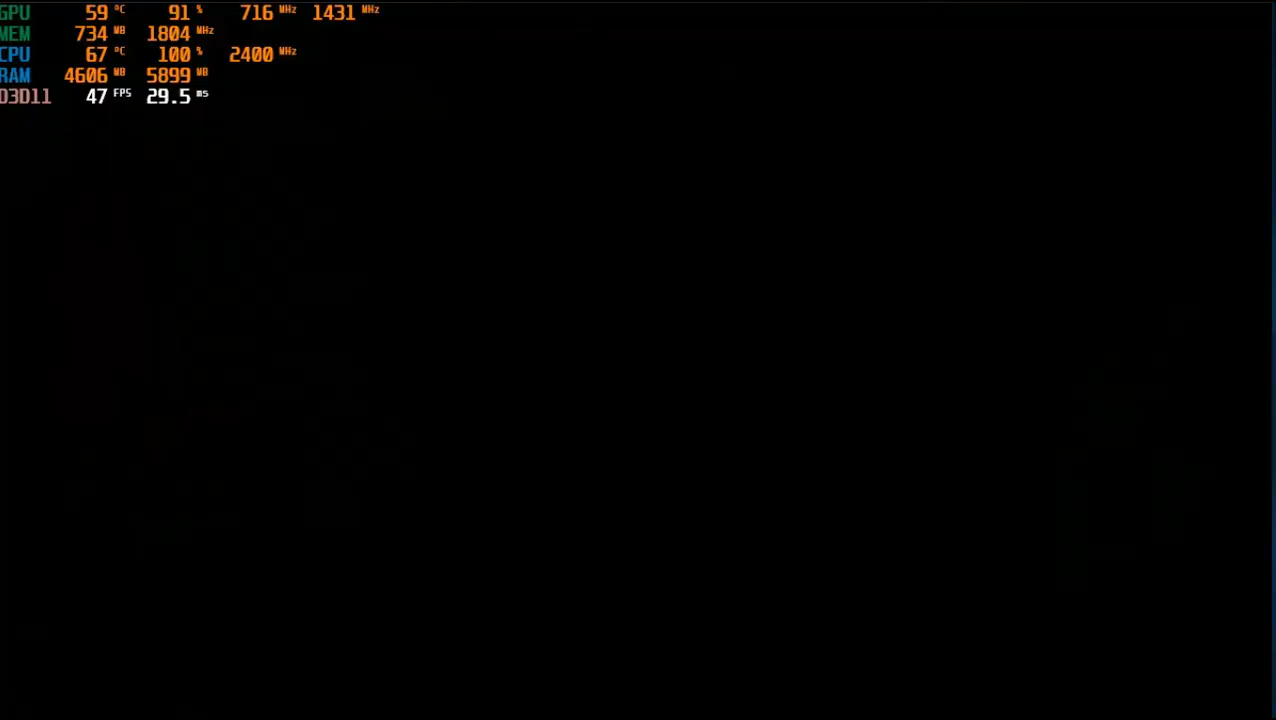 GPU 59 °C 91 % 716 MHz 1431 MHz
MEM 734 MB 1804 MHz
CPU 67 °C 100 % 2400 MHz
RAM 4606 MB 5899 MB
D3D11 47 FPS 29.5 ms